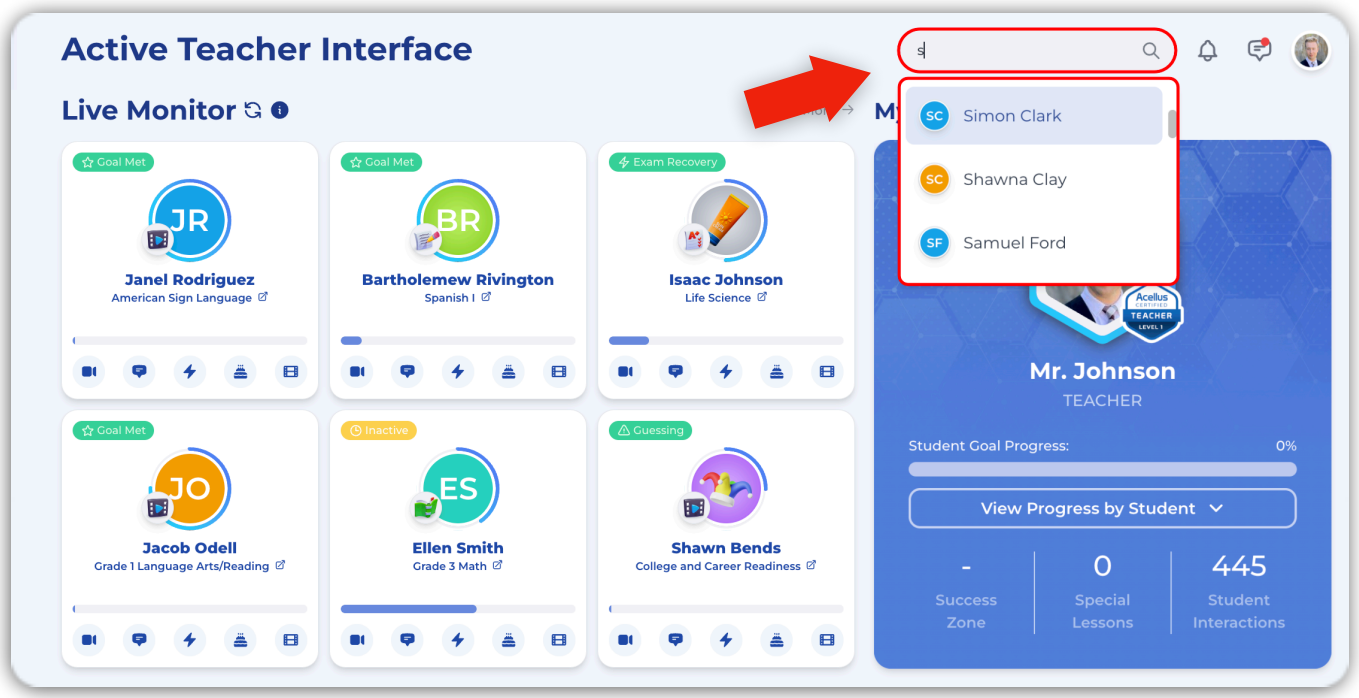 Active Teacher Interface
s
Live Monitor
My
SC Simon Clark
SC Shawna Clay
SF Samuel Ford
Goal Met
JR
Janel Rodriguez
American Sign Language
Goal Met
BR
Bartholemew Rivington
Spanish I
Exam Recovery
A+
Isaac Johnson
Life Science
Goal Met
JO
Jacob Odell
Grade 1 Language Arts/Reading
Inactive
ES
Ellen Smith
Grade 3 Math
Guessing
Shawn Bends
College and Career Readiness
Acellus
CERTIFIED
TEACHER
LEVEL 1
Mr. Johnson
TEACHER
Student Goal Progress: 0%
View Progress by Student
- 0 445
Success Special Student
Zone Lessons Interactions